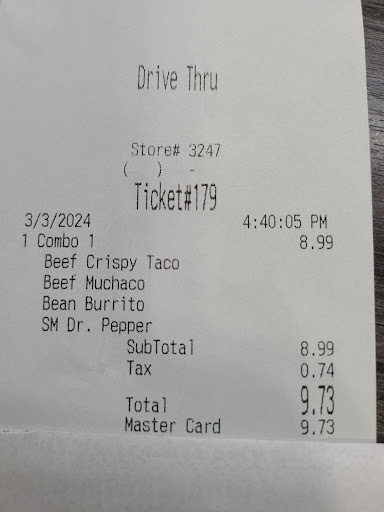 Drive Thru
Store# 3247
( ) -
Ticket#179
3/3/2024 4:40:05 PM
1 Combo 1 8.99
Beef Crispy Taco
Beef Muchaco
Bean Burrito
SM Dr. Pepper
SubTotal 8.99
Tax 0.74
Total 9.73
Master Card 9.73